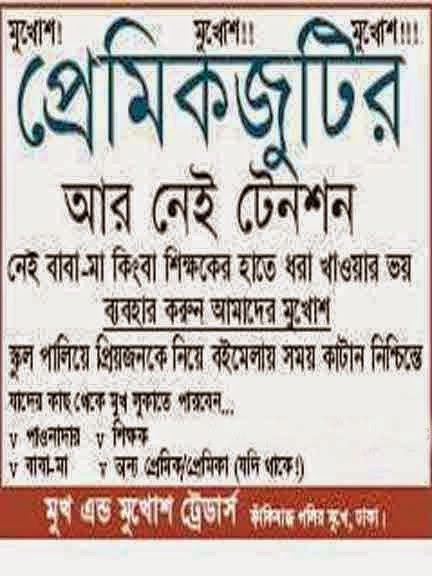 মুখোশ! মুখোশ!! মুখোশ!!!
প্রেমিকজুটির
আর নেই টেনশন
নেই বাবা-মা কিংবা শিক্ষকের হাতে ধরা খাওয়ার ভয়
ব্যবহার করুন আমাদের মুখোশ
স্কুল পালিয়ে প্রিয়জনকে নিয়ে বইমেলায় সময় কাটান নিশ্চিন্তে
যাদের কাছ থেকে মুখ লুকাতে পারবেন...
v পাওনাদার v শিক্ষক
v বাবা-মা v অন্য প্রেমিক/প্রেমিকা (যদি থাকে!)
মুখ এন্ড মুখোশ ট্রেডার্স ফাঁকিবাজ গলির মুখে, ঢাকা।